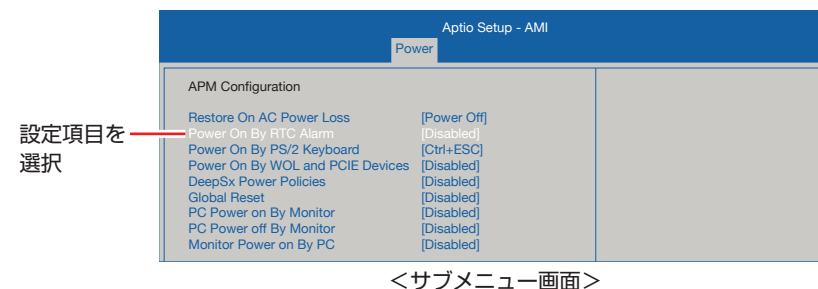 Aptio Setup - AMI
Power
APM Configuration
Restore On AC Power Loss [Power Off]
設定項目を
選択
Power On By RTC Alarm [Disabled]
Power On By PS/2 Keyboard [Ctrl+ESC]
Power On By WOL and PCIE Devices [Disabled]
DeepSx Power Policies [Disabled]
Global Reset [Disabled]
PC Power on By Monitor [Disabled]
PC Power off By Monitor [Disabled]
Monitor Power on By PC [Disabled]
＜サブメニュー画面＞